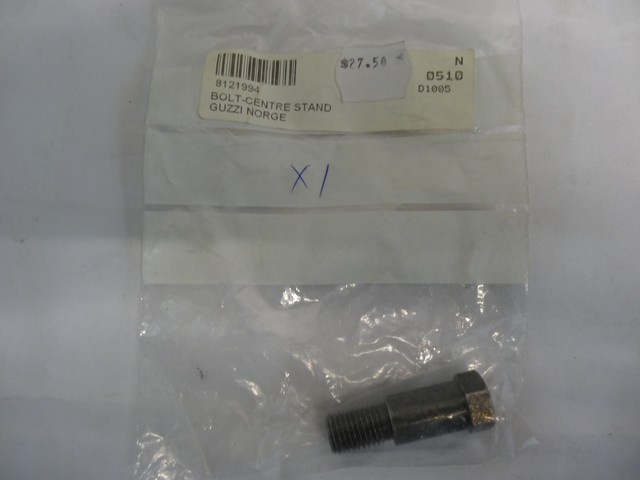 $27.50
N
0510
D1005
8121994
BOLT-CENTRE STAND
GUZZI NORGE
X1